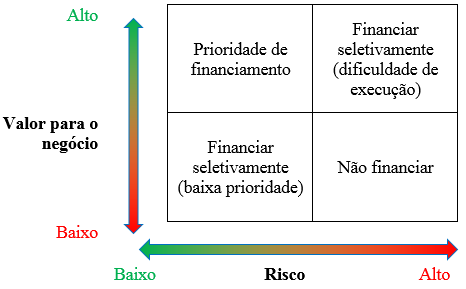 Alto
Prioridade de
financiamento
Financiar
seletivamente
(dificuldade de
execução)
Valor para o
negócio
Financiar
seletivamente
(baixa prioridade)
Não financiar
Baixo
Baixo
Risco
Alto